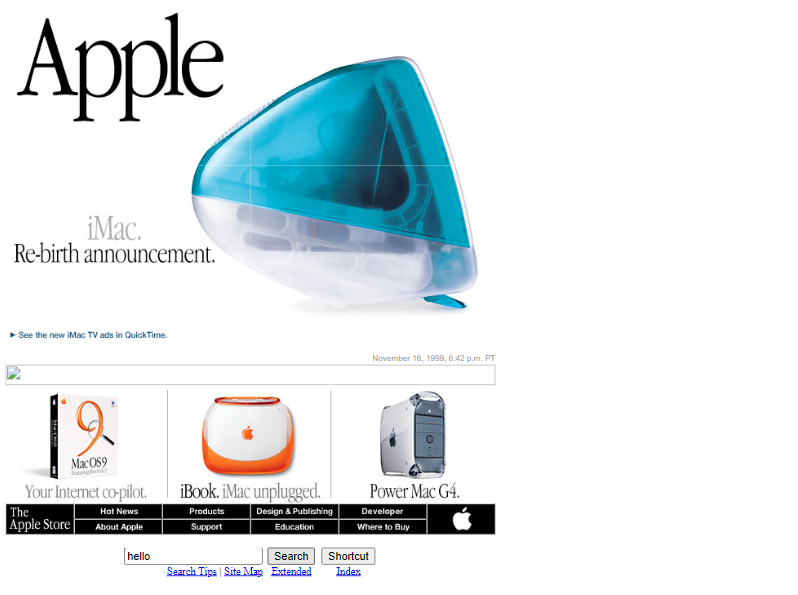 Apple
iMac.
Re-birth announcement.
See the new iMac TV ads in QuickTime.
November 16, 1999, 6:42 p.m. PT
9
Mac OS 9
Your Internet co-pilot.
iBook. iMac unplugged.
Power Mac G4.
The Apple Store
Hot News
Products
Design & Publishing
Developer
About Apple
Support
Education
Where to Buy
hello
Search
Shortcut
Search Tips | Site Map
Extended
Index